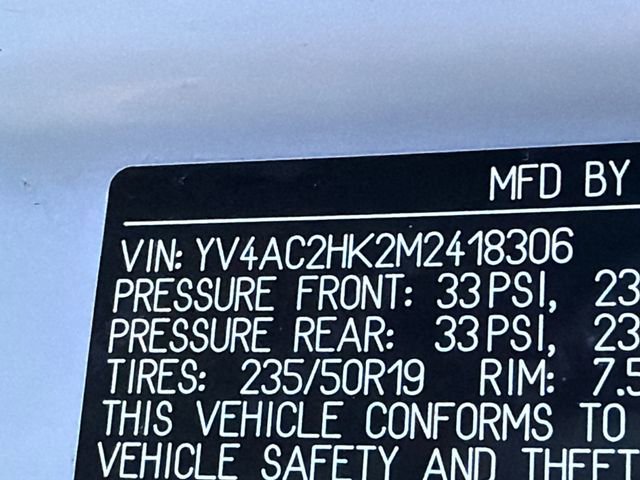 MFD BY
VIN: YV4AC2HK2M2418306
PRESSURE FRONT: 33 PSI, 23
PRESSURE REAR: 33 PSI, 23
TIRES: 235/50R19 RIM: 7.5
THIS VEHICLE CONFORMS TO
VEHICLE SAFETY AND THEFT